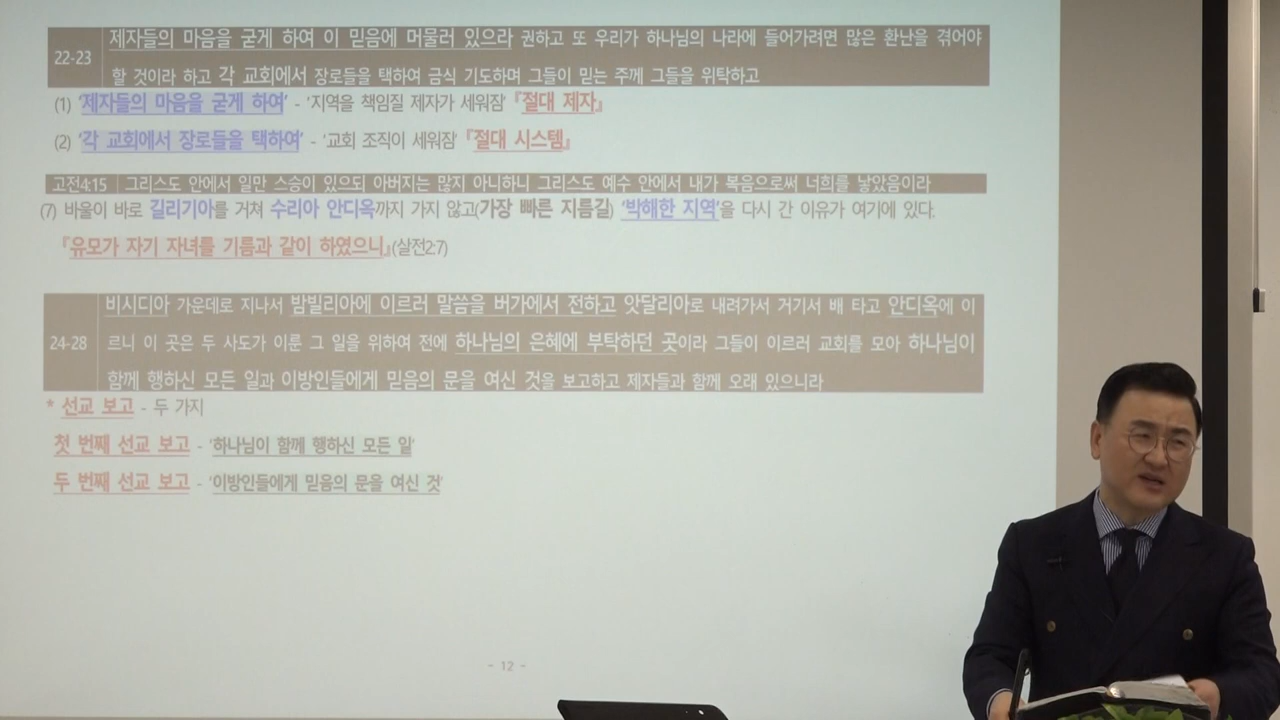 22-23
제자들의 마음을 굳게 하여 이 믿음에 머물러 있으라 권하고 또 우리가 하나님의 나라에 들어가려면 많은 환난을 겪어야
할 것이라 하고 각 교회에서 장로들을 택하여 금식 기도하며 그들이 믿는 주께 그들을 위탁하고
(1) '제자들의 마음을 굳게 하여' - '지역을 책임질 제자가 세워짐' 『절대 제자』
(2) '각 교회에서 장로들을 택하여' - '교회 조직이 세워짐' 『절대 시스템』
고전4:15 그리스도 안에서 일만 스승이 있으되 아버지는 많지 아니하니 그리스도 예수 안에서 내가 복음으로써 너희를 낳았음이라
(7) 바울이 바로 길리기아를 거쳐 수리아 안디옥까지 가지 않고(가장 빠른 지름길) '박해한 지역'을 다시 간 이유가 여기에 있다.
『유모가 자기 자녀를 기름과 같이 하였으니』(살전2:7)
24-28
비시디아 가운데로 지나서 밤빌리아에 이르러 말씀을 버가에서 전하고 앗달리아로 내려가서 거기서 배 타고 안디옥에 이
르니 이 곳은 두 사도가 이룬 그 일을 위하여 전에 하나님의 은혜에 부탁하던 곳이라 그들이 이르러 교회를 모아 하나님이
함께 행하신 모든 일과 이방인들에게 믿음의 문을 여신 것을 보고하고 제자들과 함께 오래 있으니라
* 선교 보고 - 두 가지
첫 번째 선교 보고 - '하나님이 함께 행하신 모든 일'
두 번째 선교 보고 - '이방인들에게 믿음의 문을 여신 것'
- 12 -